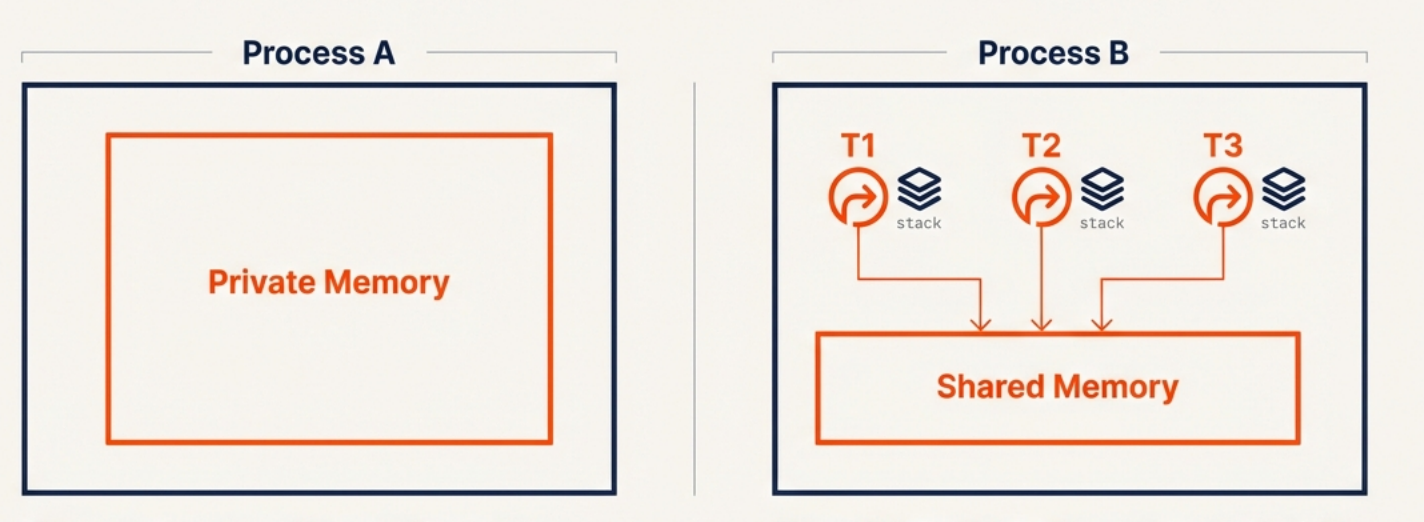 Process A
Private Memory
Process B
T1 T2 T3
stack stack stack
Shared Memory